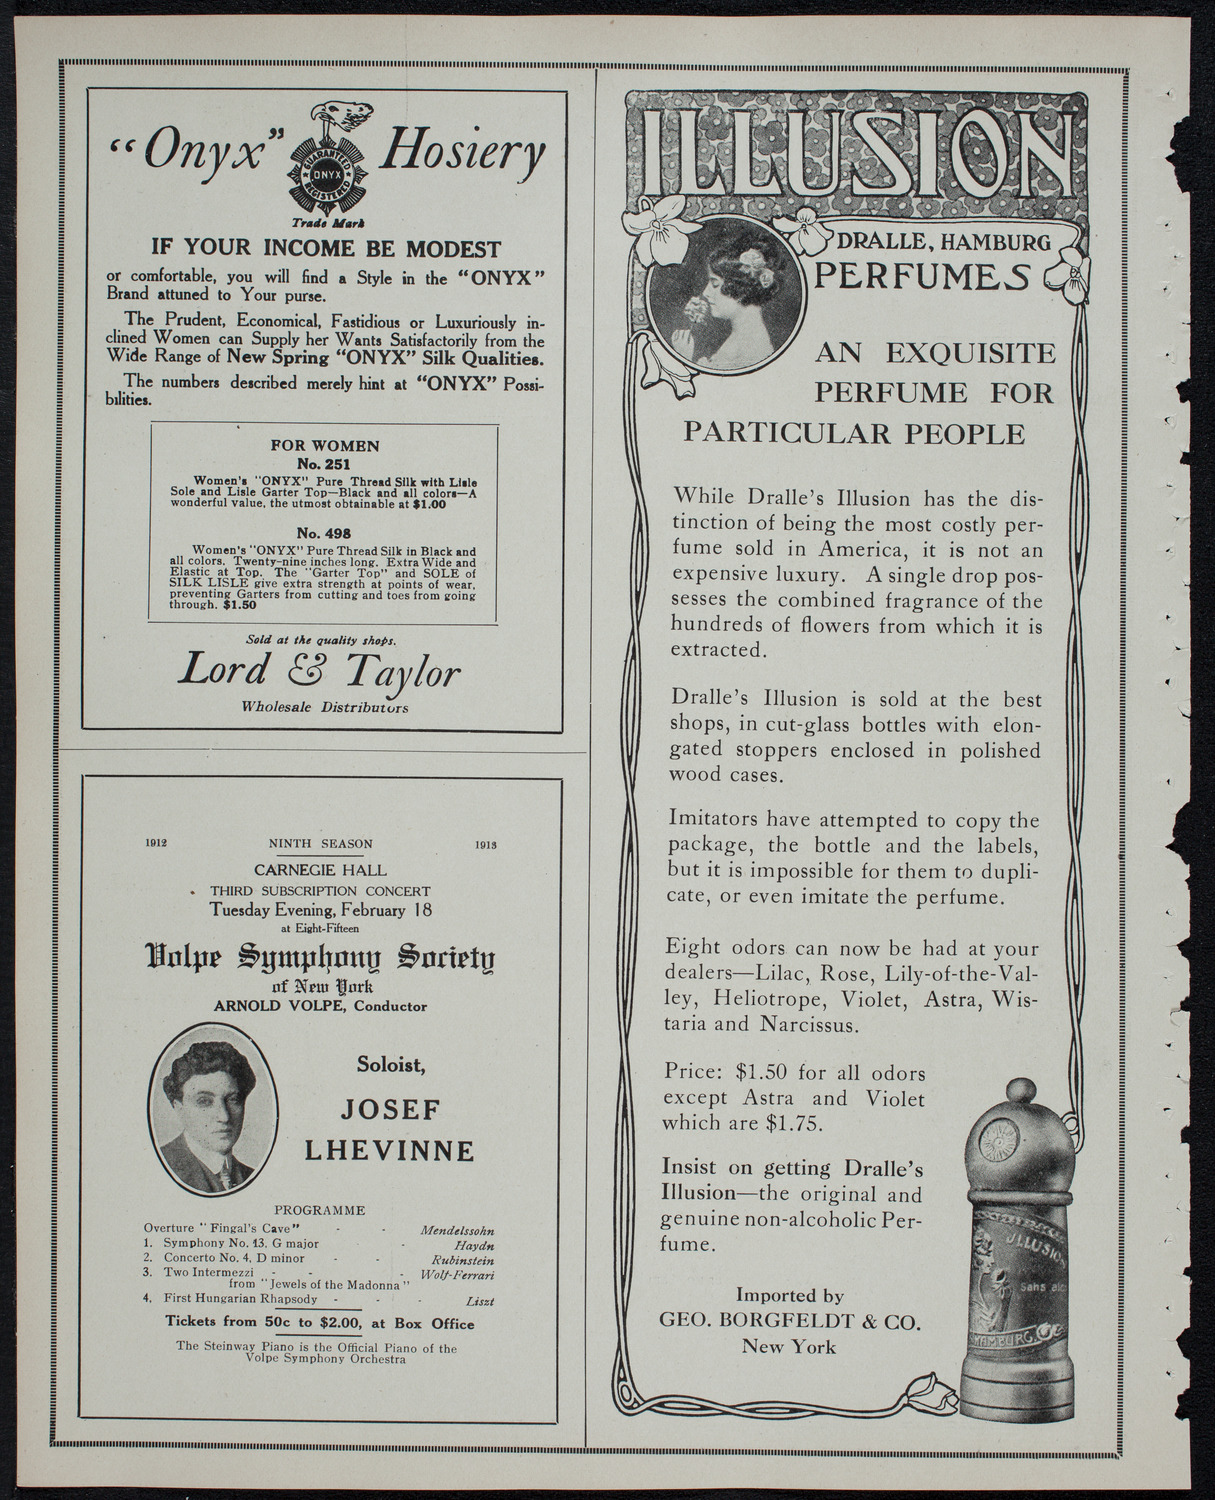 "Onyx" Hosiery
GUARANTEED
ONYX
REGISTERED
Trade Mark
IF YOUR INCOME BE MODEST
or comfortable, you will find a Style in the "ONYX"
Brand attuned to Your purse.
The Prudent, Economical, Fastidious or Luxuriously in-
clined Women can Supply her Wants Satisfactorily from the
Wide Range of New Spring "ONYX" Silk Qualities.
The numbers described merely hint at "ONYX" Possi-
bilities.
FOR WOMEN
No. 251
Women's "ONYX" Pure Thread Silk with Lisle
Sole and Lisle Garter Top—Black and all colors—A
wonderful value, the utmost obtainable at $1.00
No. 498
Women's "ONYX" Pure Thread Silk in Black and
all colors. Twenty-nine inches long. Extra Wide and
Elastic at Top. The "Garter Top" and SOLE of
SILK LISLE give extra strength at points of wear,
preventing Garters from cutting and toes from going
through. $1.50
Sold at the quality shops.
Lord & Taylor
Wholesale Distributors
1912 NINTH SEASON 1913
CARNEGIE HALL
THIRD SUBSCRIPTION CONCERT
Tuesday Evening, February 18
at Eight-Fifteen
Volpe Symphony Society
of New York
ARNOLD VOLPE, Conductor
Soloist,
JOSEF
LHEVINNE
PROGRAMME
Overture "Fingal's Cave" - - Mendelssohn
1. Symphony No. 13, G major - Haydn
2. Concerto No. 4, D minor - - Rubinstein
3. Two Intermezzi - - - Wolf-Ferrari
from "Jewels of the Madonna"
4. First Hungarian Rhapsody - - - Liszt
Tickets from 50c to $2.00, at Box Office
The Steinway Piano is the Official Piano of the
Volpe Symphony Orchestra
ILLUSION
DRALLE, HAMBURG
PERFUMES
AN EXQUISITE
PERFUME FOR
PARTICULAR PEOPLE
While Dralle's Illusion has the dis-
tinction of being the most costly per-
fume sold in America, it is not an
expensive luxury. A single drop pos-
sesses the combined fragrance of the
hundreds of flowers from which it is
extracted.
Dralle's Illusion is sold at the best
shops, in cut-glass bottles with elon-
gated stoppers enclosed in polished
wood cases.
Imitators have attempted to copy the
package, the bottle and the labels,
but it is impossible for them to dupli-
cate, or even imitate the perfume.
Eight odors can now be had at your
dealers—Lilac, Rose, Lily-of-the-Val-
ley, Heliotrope, Violet, Astra, Wis-
taria and Narcissus.
Price: $1.50 for all odors
except Astra and Violet
which are $1.75.
Insist on getting Dralle's
Illusion—the original and
genuine non-alcoholic Per-
fume.
Imported by
GEO. BORGFELDT & CO.
New York
ILLUSION
sans alc
HAMBURG